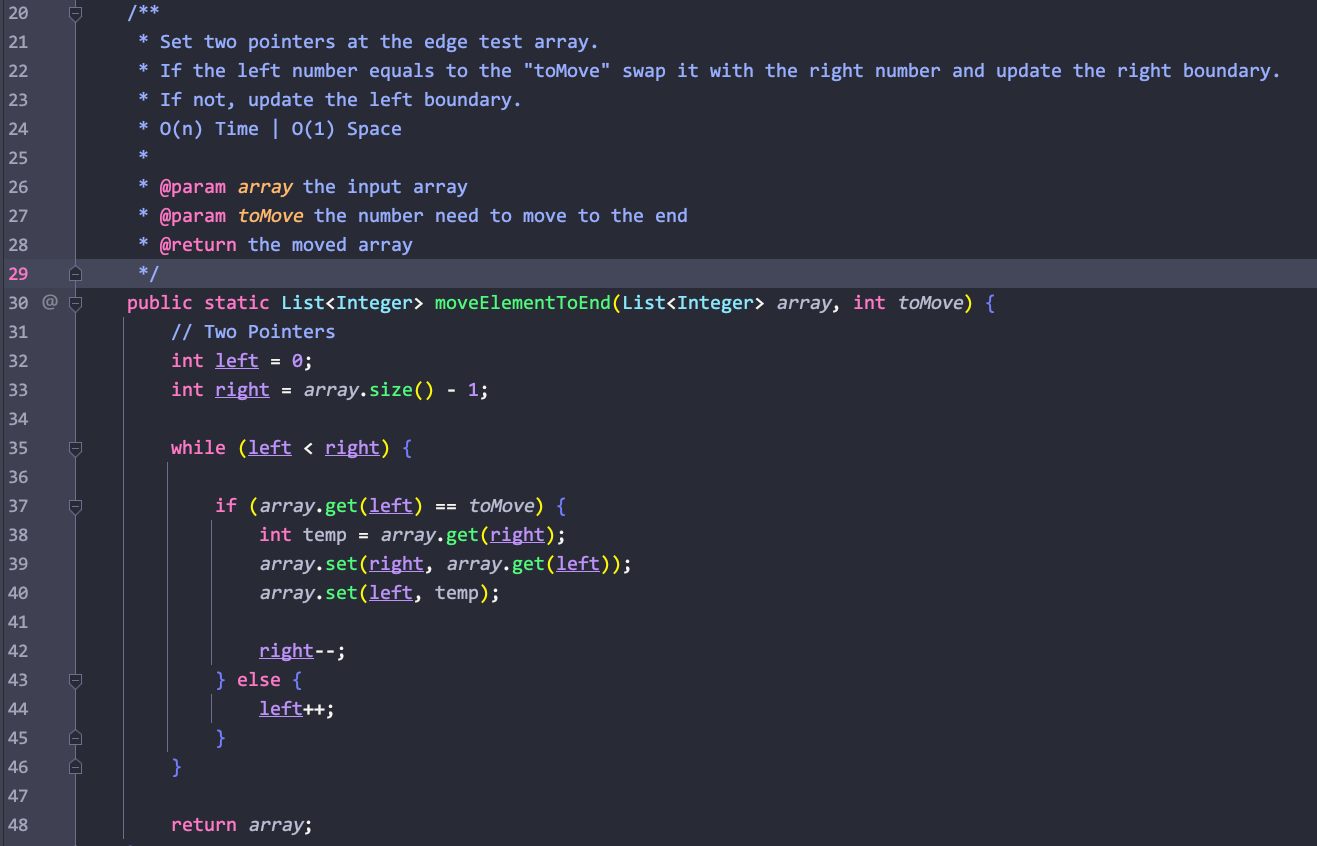 20 /**
21  * Set two pointers at the edge test array.
22  * If the left number equals to the "toMove" swap it with the right number and update the right boundary.
23  * If not, update the left boundary.
24  * O(n) Time | O(1) Space
25  *
26  * @param array the input array
27  * @param toMove the number need to move to the end
28  * @return the moved array
29  */
30 @ public static List<Integer> moveElementToEnd(List<Integer> array, int toMove) {
31     // Two Pointers
32     int left = 0;
33     int right = array.size() - 1;
34
35     while (left < right) {
36
37         if (array.get(left) == toMove) {
38             int temp = array.get(right);
39             array.set(right, array.get(left));
40             array.set(left, temp);
41
42             right--;
43         } else {
44             left++;
45         }
46     }
47
48     return array;